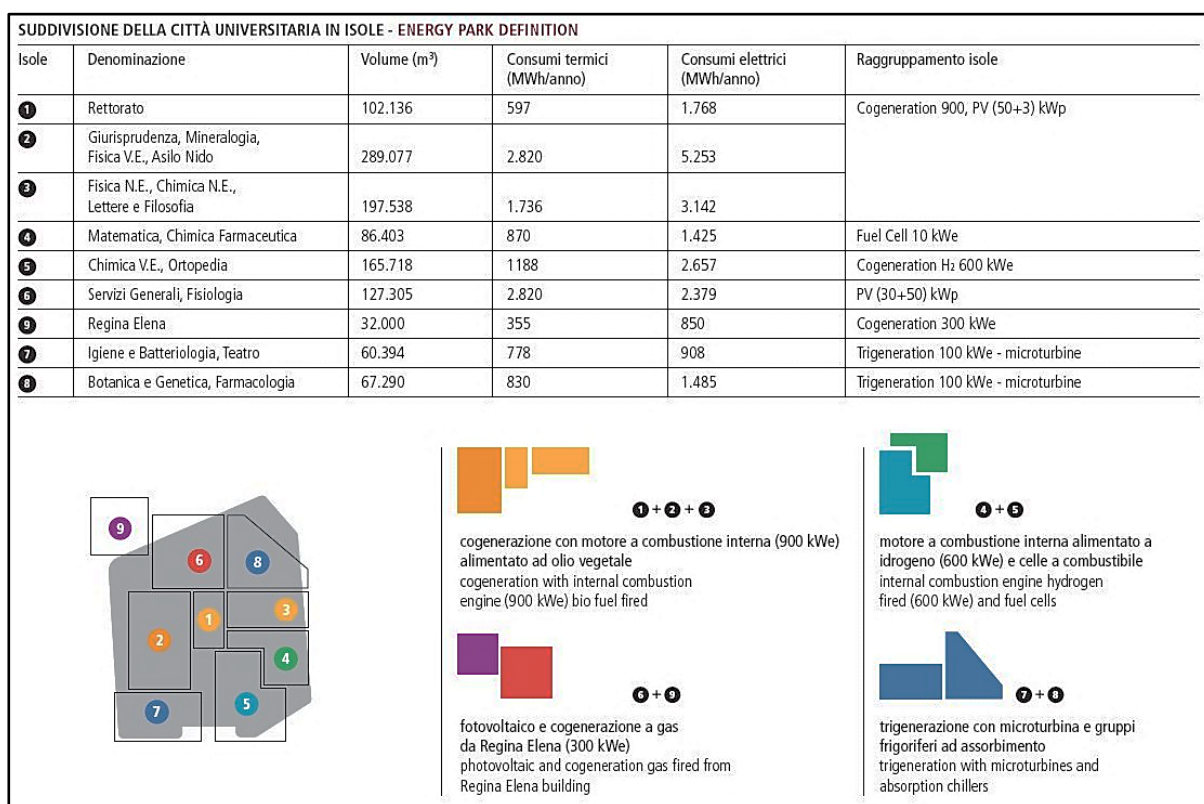 SUDDIVISIONE DELLA CITTÀ UNIVERSITARIA IN ISOLE - ENERGY PARK DEFINITION
Isole Denominazione Volume (m³) Consumi termici (MWh/anno) Consumi elettrici (MWh/anno) Raggruppamento isole
1 Rettorato 102.136 597 1.768 Cogeneration 900, PV (50+3) kWp
2 Giurisprudenza, Mineralogia,
Fisica V.E., Asilo Nido 289.077 2.820 5.253
3 Fisica N.E., Chimica N.E.,
Lettere e Filosofia 197.538 1.736 3.142
4 Matematica, Chimica Farmaceutica 86.403 870 1.425 Fuel Cell 10 kWe
5 Chimica V.E., Ortopedia 165.718 1188 2.657 Cogeneration H₂ 600 kWe
6 Servizi Generali, Fisiologia 127.305 2.820 2.379 PV (30+50) kWp
9 Regina Elena 32.000 355 850 Cogeneration 300 kWe
7 Igiene e Batteriologia, Teatro 60.394 778 908 Trigeneration 100 kWe - microturbine
8 Botanica e Genetica, Farmacologia 67.290 830 1.485 Trigeneration 100 kWe - microturbine
9
6
8
1
3
2
4
5
7
1 + 2 + 3
cogenerazione con motore a combustione interna (900 kWe)
alimentato ad olio vegetale
cogeneration with internal combustion
engine (900 kWe) bio fuel fired
4 + 5
motore a combustione interna alimentato a
idrogeno (600 kWe) e celle a combustibile
internal combustion engine hydrogen
fired (600 kWe) and fuel cells
6 + 9
fotovoltaico e cogenerazione a gas
da Regina Elena (300 kWe)
photovoltaic and cogeneration gas fired from
Regina Elena building
7 + 8
trigenerazione con microturbina e gruppi
frigoriferi ad assorbimento
trigeneration with microturbines and
absorption chillers